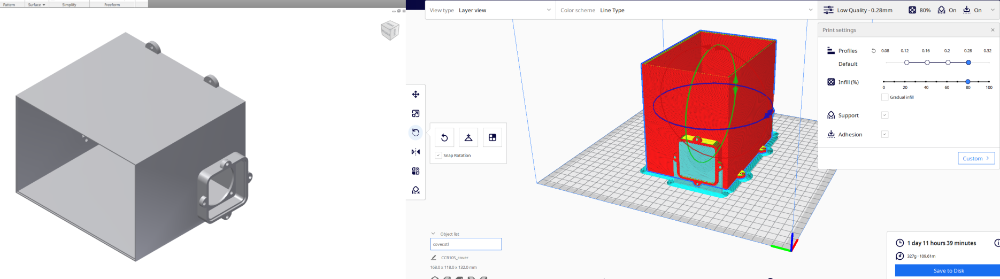 Pattern
Surface
Simplify
Freeform
View type Layer view
Color scheme Line Type
Low Quality - 0.28mm
80%
On
On
Print settings
Profiles
0.08 0.12 0.16 0.2 0.28 0.32
Default
Infill (%)
0 20 40 60 80 100
Gradual infill
Support
Adhesion
Custom
Snap Rotation
Object list
cover.stl
CCR10S_cover
168.0 x 118.0 x 132.0 mm
1 day 11 hours 39 minutes
327g · 109.61m
Save to Disk